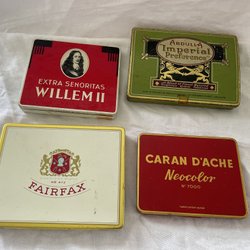 EXTRA SENORITAS
WILLEM II
ABDULLA
"Imperial
Preference"
FAIRFAX
CARAN D'ACHE
Neocolor